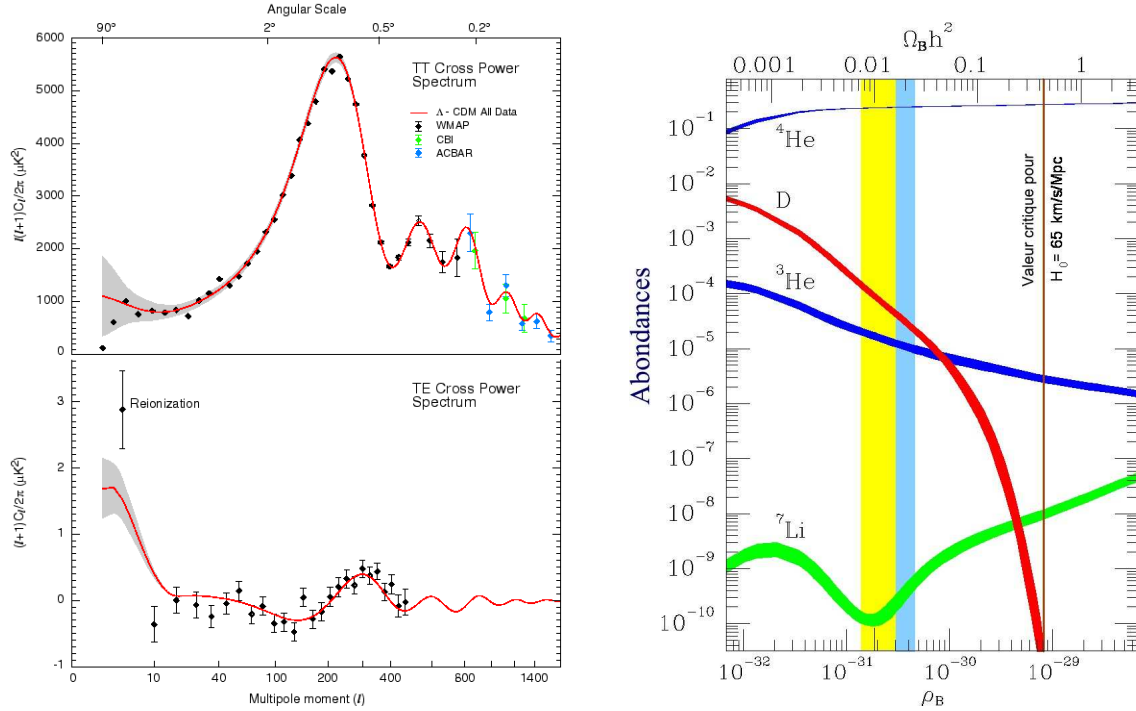 Angular Scale
90° 2° 0.5° 0.2°
6000
5000
4000
3000
2000
1000
0
l(l+1)Cl/2π (μK²)
TT Cross Power
Spectrum
Λ - CDM All Data
WMAP
CBI
ACBAR
TE Cross Power
Spectrum
Reionization
3
2
1
0
-1
(l+1)Cl/2π (μK²)
0 10 40 100 200 400 800 1400
Multipole moment (l)
Ω_B h²
0.001 0.01 0.1 1
10⁻¹
10⁻²
10⁻³
10⁻⁴
10⁻⁵
10⁻⁶
10⁻⁷
10⁻⁸
10⁻⁹
10⁻¹⁰
Abondances
⁴He
D
³He
⁷Li
Valeur critique pour
H₀= 65 km/s/Mpc
10⁻³² 10⁻³¹ 10⁻³⁰ 10⁻²⁹
ρ_B